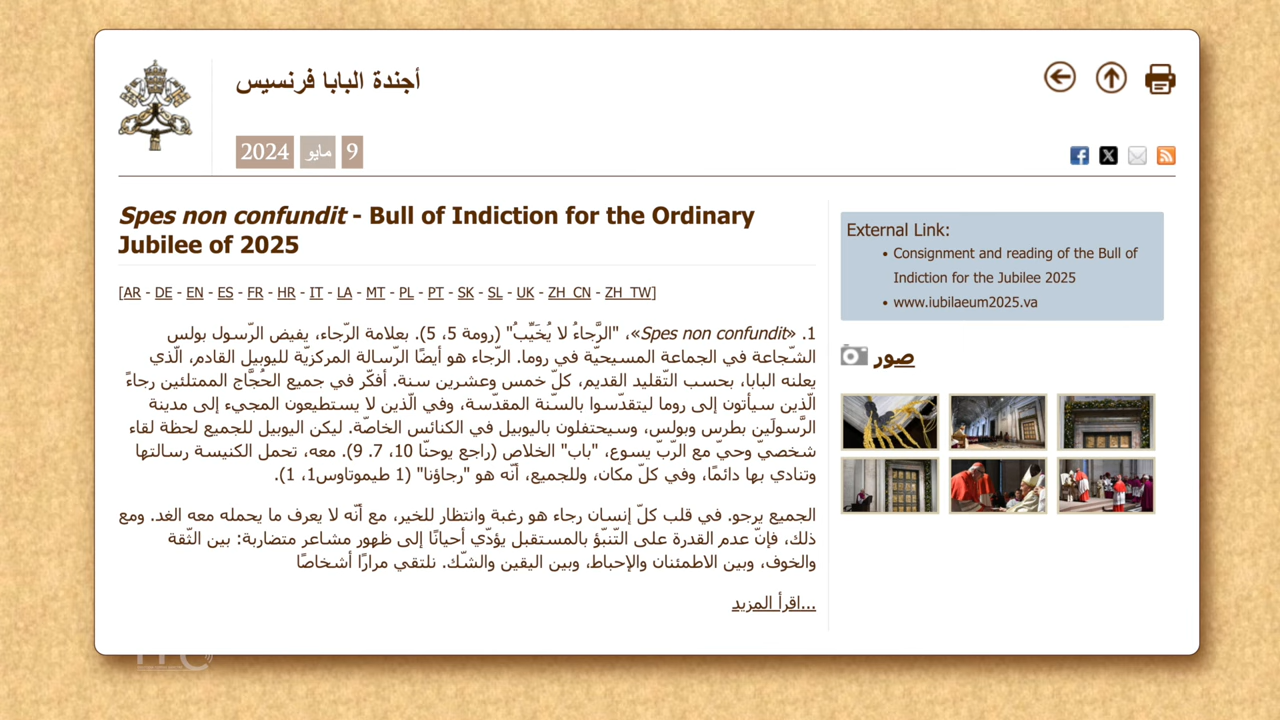 أجندة البابا فرنسيس
9 مايو 2024
Spes non confundit - Bull of Indiction for the Ordinary
Jubilee of 2025
[AR - DE - EN - ES - FR - HR - IT - LA - MT - PL - PT - SK - SL - UK - ZH_CN - ZH_TW]
1. «Spes non confundit»، "الرَّجاءُ لا يُخَيِّبُ" (رومة 5، 5). بعلامة الرّجاء، يفيض الرّسول بولس
الشّجاعة في الجماعة المسيحيّة في روما. الرّجاء هو أيضًا الرّسالة المركزيّة لليوبيل القادم، الّذي
يعلنه البابا، بحسب التّقليد القديم، كلّ خمس وعشرين سنة. أفكّر في جميع الحُجَّاج الممتلئين رجاءً
الّذين سيأتون إلى روما ليتقدّسوا بالسّنة المقدّسة، وفي الّذين لا يستطيعون المجيء إلى مدينة
الرَّسولَين بطرس وبولس، وسيحتفلون باليوبيل في الكنائس الخاصّة. ليكن اليوبيل للجميع لحظة لقاء
شخصيّ وحي مع الرّبّ يسوع، "باب" الخلاص (راجع يوحنّا 10، 7. 9). معه، تحمل الكنيسة رسالتها
وتنادي بها دائمًا، وفي كلّ مكان، وللجميع، أنّه هو "رجاؤنا" (1 طيموتاوس1، 1).
الجميع يرجو. في قلب كلّ إنسان رجاء هو رغبة وانتظار للخير، مع أنّه لا يعرف ما يحمله معه الغد. ومع
ذلك، فإنّ عدم القدرة على التّنبّؤ بالمستقبل يؤدّي أحيانًا إلى ظهور مشاعر متضاربة: بين الثّقة
والخوف، وبين الاطمئنان والإحباط، وبين اليقين والشّك. نلتقي مرارًا أشخاصًا
...اقرأ المزيد
External Link:
• Consignment and reading of the Bull of
Indiction for the Jubilee 2025
• www.iubilaeum2025.va
صور